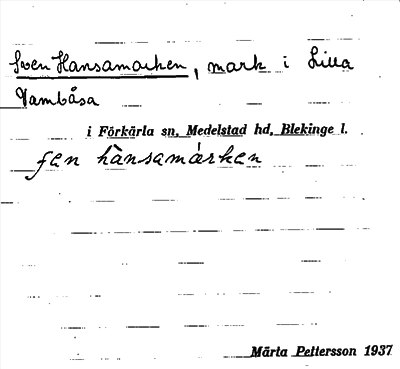 Sven Hansamarken, mark i Lilla
Vambåsa
i Förkärla sn, Medelstad hd, Blekinge l.
fen hànsamárken
Märta Pettersson 1937